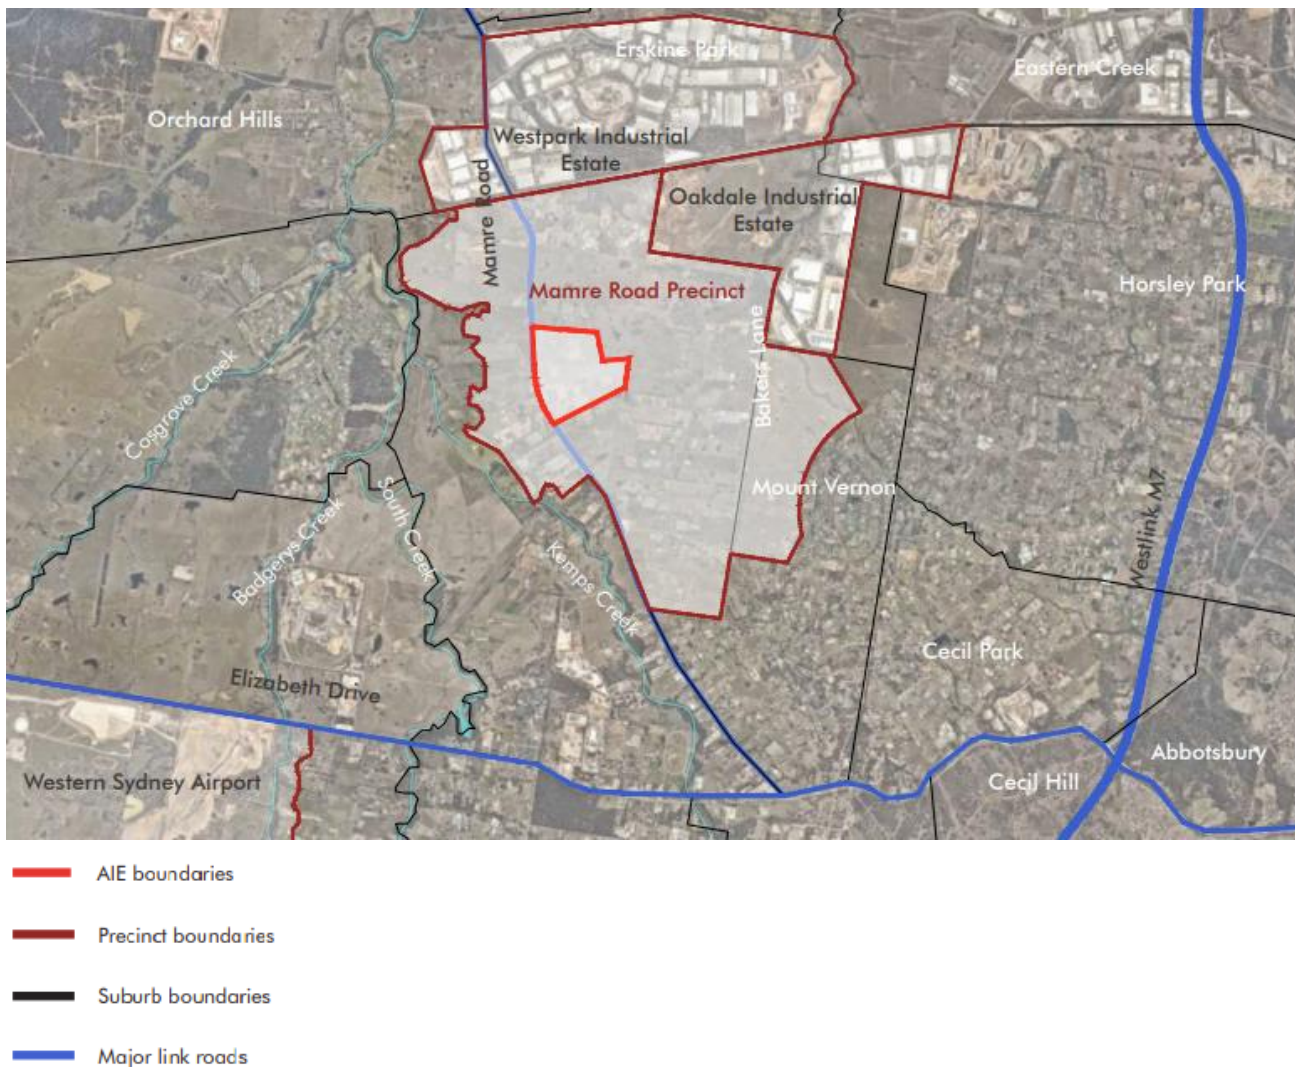 Erskine Park
Eastern Creek
Orchard Hills
Westpark Industrial
Estate
Mamre Road
Oakdale Industrial
Estate
Horsley Park
Mamre Road Precinct
Bakers Lane
Cosgrove Creek
Mount Vernon
Westlink M7
South Creek
Badgerys Creek
Kemps Creek
Cecil Park
Elizabeth Drive
Abbotsbury
Western Sydney Airport
Cecil Hill
AIE boundaries
Precinct boundaries
Suburb boundaries
Major link roads